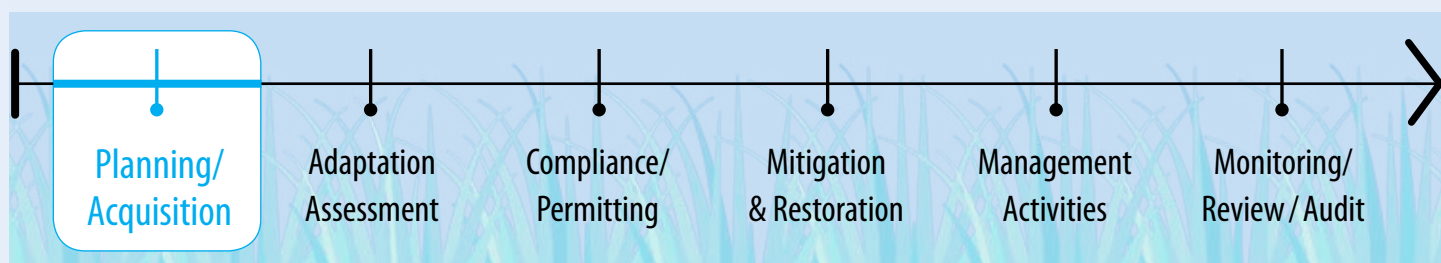 Planning/
Acquisition
Adaptation
Assessment
Compliance/
Permitting
Mitigation
& Restoration
Management
Activities
Monitoring/
Review / Audit